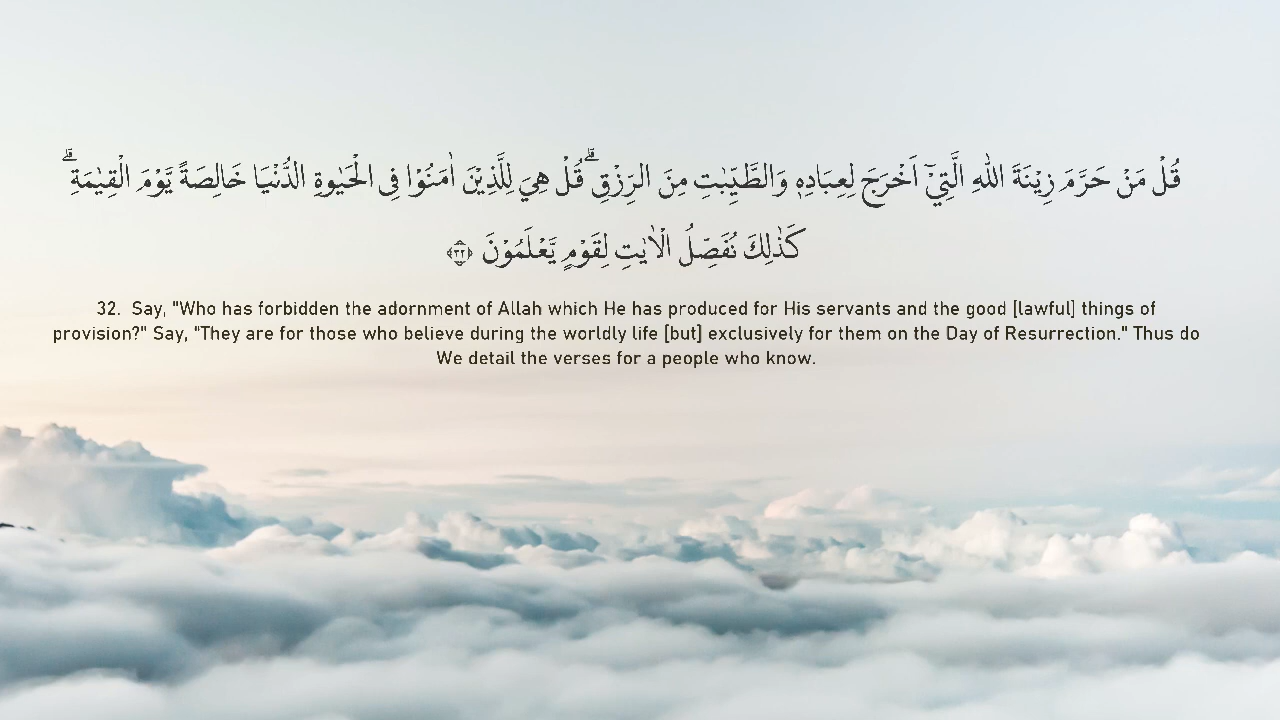 قُلْ مَنْ حَرَّمَ زِيْنَةَ اللّٰهِ الَّتِيْٓ اَخْرَجَ لِعِبَادِهٖ وَالطَّيِّبٰتِ مِنَ الرِّزْقِۗ قُلْ هِيَ لِلَّذِيْنَ اٰمَنُوْا فِى الْحَيٰوةِ الدُّنْيَا خَالِصَةً يَّوْمَ الْقِيٰمَةِۗ
كَذٰلِكَ نُفَصِّلُ الْاٰيٰتِ لِقَوْمٍ يَّعْلَمُوْنَ ﴿٣٢﴾
32. Say, "Who has forbidden the adornment of Allah which He has produced for His servants and the good [lawful] things of
provision?" Say, "They are for those who believe during the worldly life [but] exclusively for them on the Day of Resurrection." Thus do
We detail the verses for a people who know.